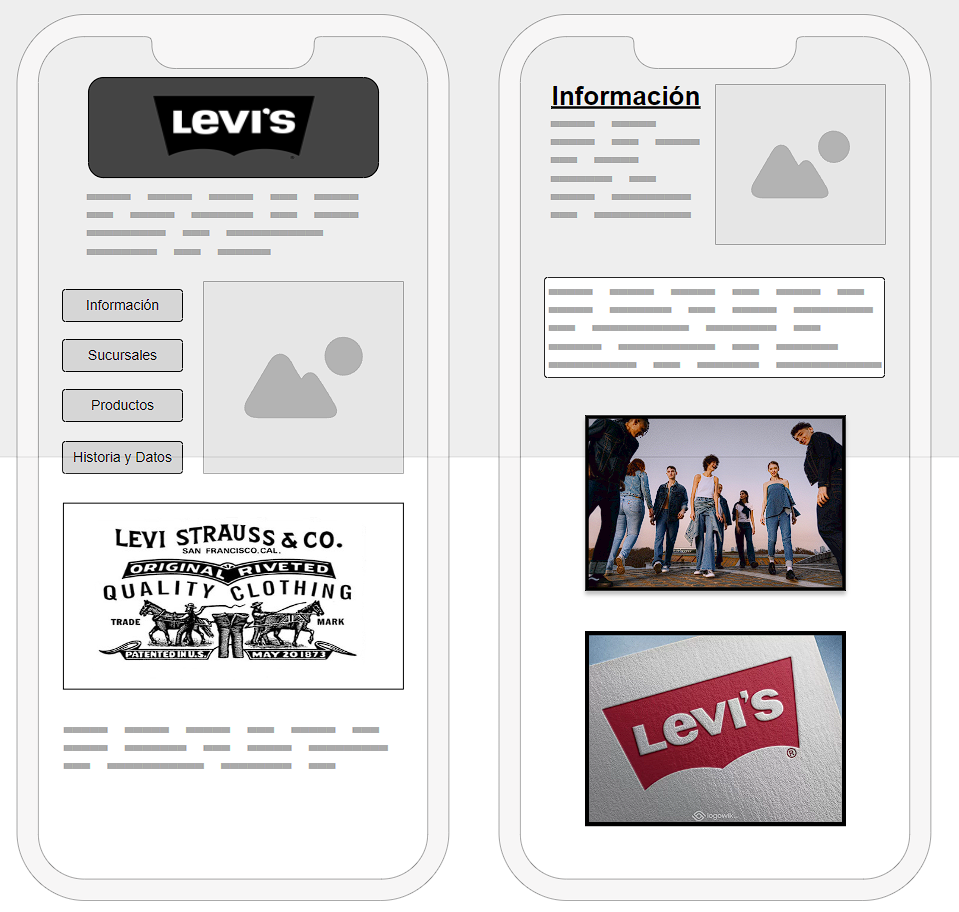 LEVI'S
Información
Sucursales
Productos
Historia y Datos
LEVI STRAUSS & CO.
SAN FRANCISCO, CAL.
ORIGINAL RIVETED
QUALITY CLOTHING
TRADE MARK
PATENTED IN U.S. MAY 20 1873
Información
LEVI'S
®
logowik